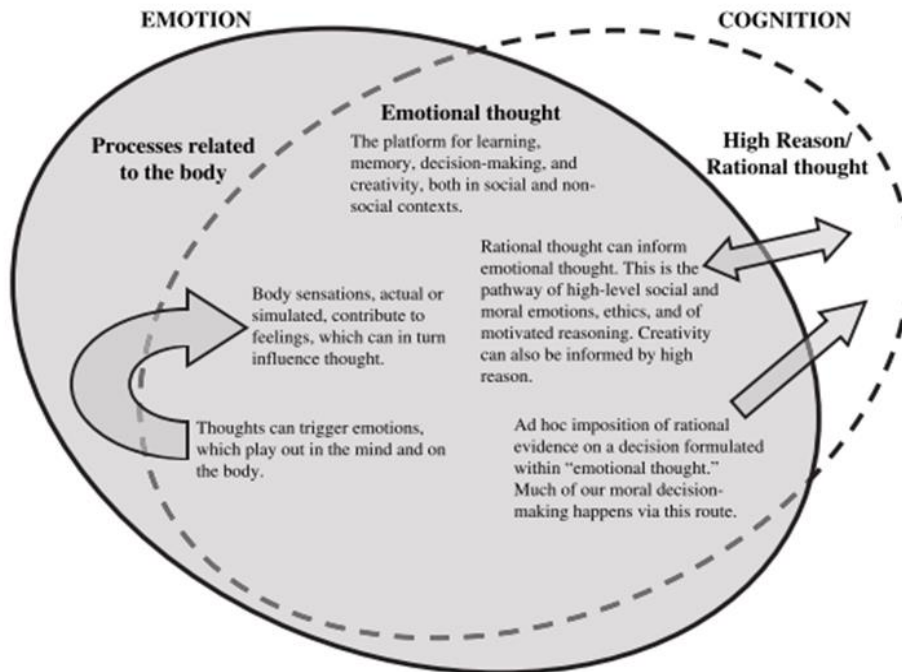 EMOTION
COGNITION
Emotional thought
The platform for learning,
memory, decision-making, and
creativity, both in social and non-
social contexts.
Processes related
to the body
High Reason/
Rational thought
Rational thought can inform
emotional thought. This is the
pathway of high-level social and
moral emotions, ethics, and of
motivated reasoning. Creativity
can also be informed by high
reason.
Body sensations, actual or
simulated, contribute to
feelings, which can in turn
influence thought.
Thoughts can trigger emotions,
which play out in the mind and on
the body.
Ad hoc imposition of rational
evidence on a decision formulated
within “emotional thought.”
Much of our moral decision-
making happens via this route.